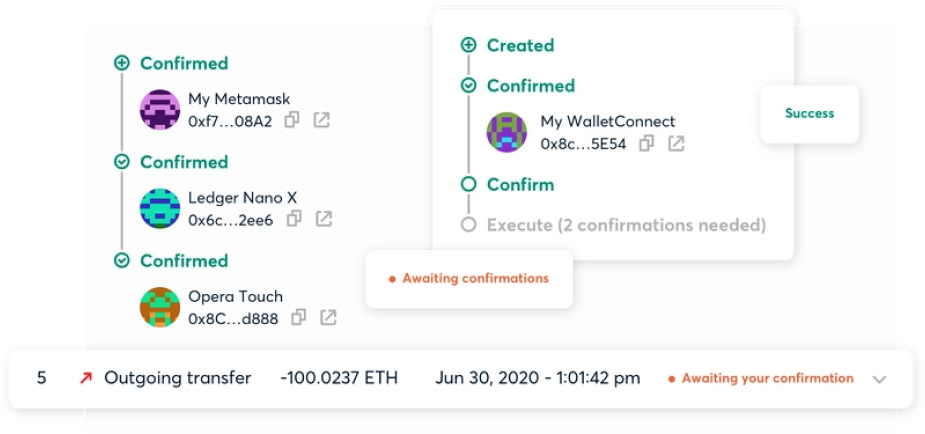 Confirmed
My Metamask
0xf7...08A2
Confirmed
Ledger Nano X
0x6c...2ee6
Confirmed
Opera Touch
0x8C...d888
Created
Confirmed
My WalletConnect
0x8c...5E54
Confirm
Execute (2 confirmations needed)
Success
Awaiting confirmations
5 Outgoing transfer -100.0237 ETH Jun 30, 2020 - 1:01:42 pm Awaiting your confirmation